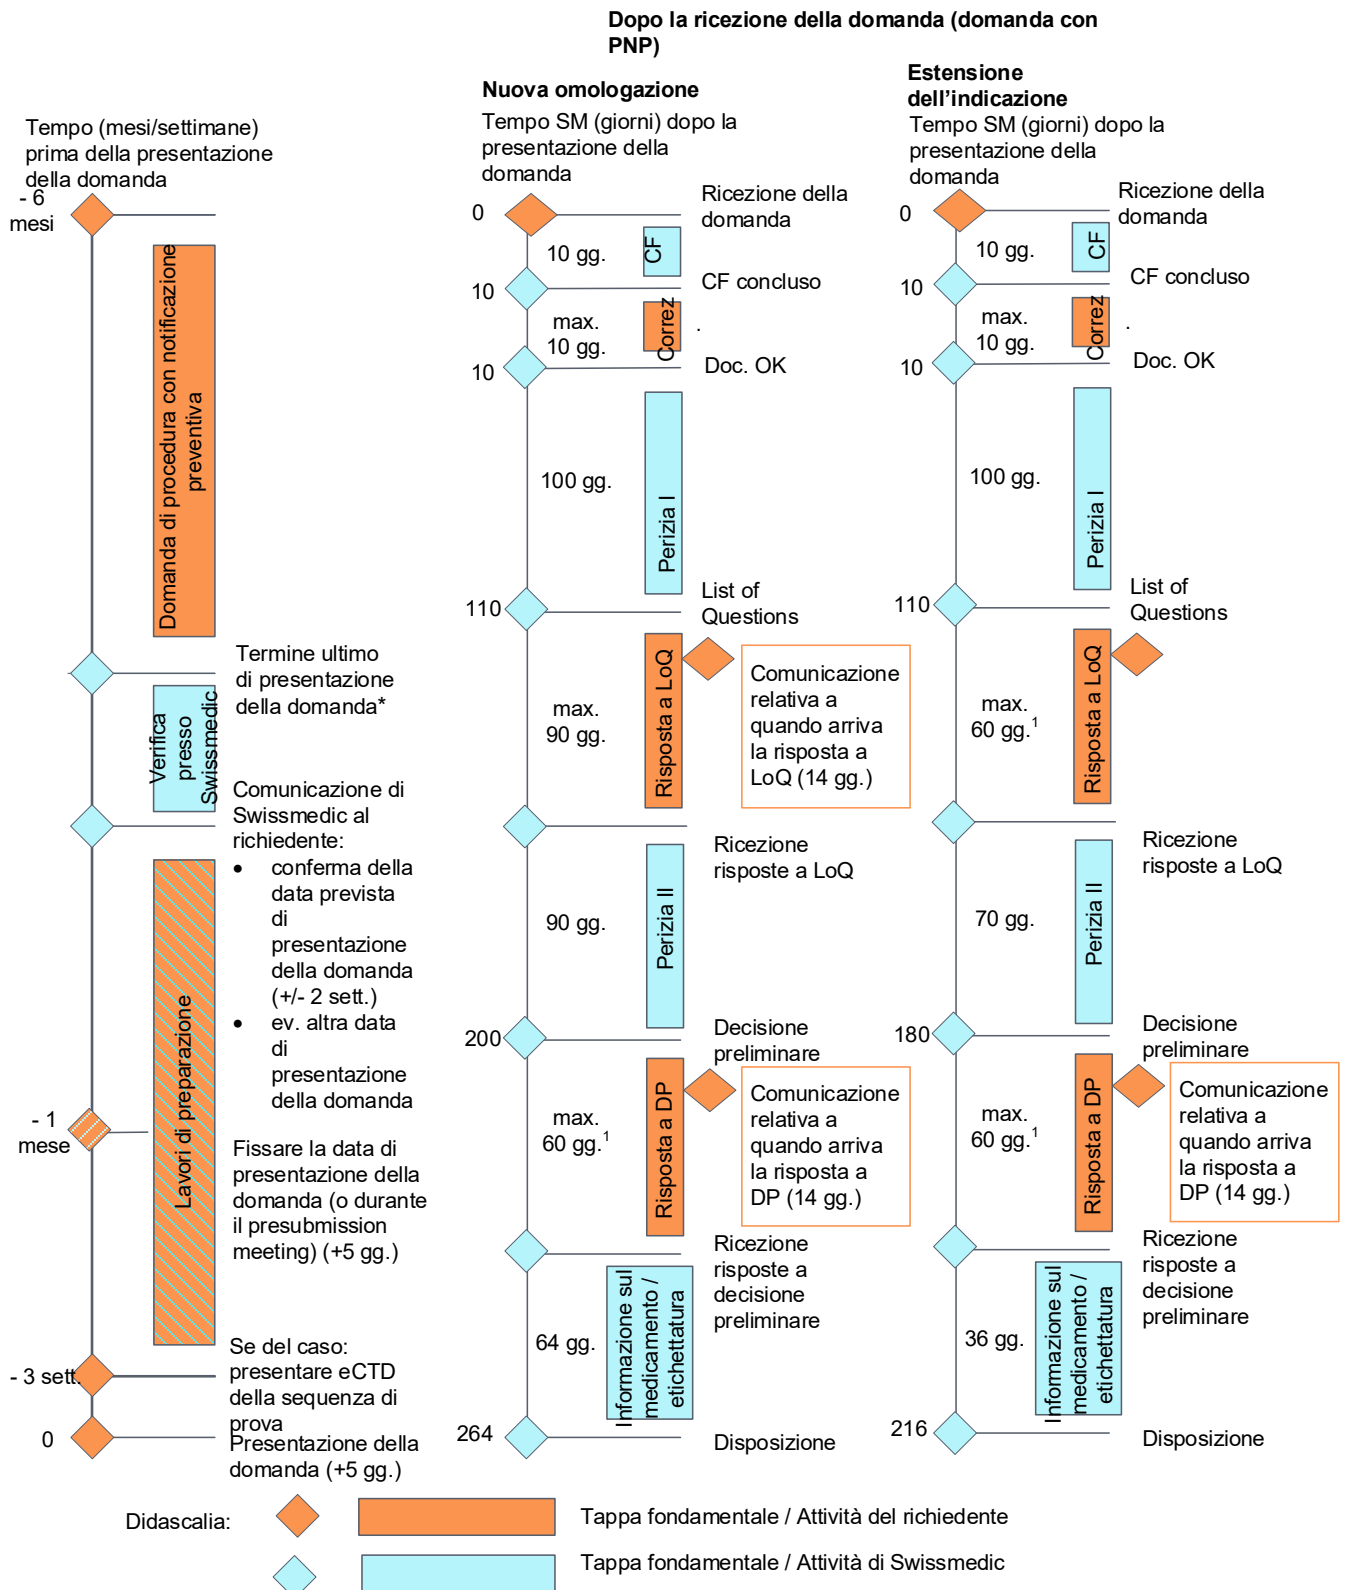 Dopo la ricezione della domanda (domanda con
PNP)
Tempo (mesi/settimane)
prima della presentazione
della domanda
- 6
mesi
Domanda di procedura con notificazione
preventiva
Termine ultimo
di presentazione
della domanda*
Verifica
presso
Swissmedic
Comunicazione di
Swissmedic al
richiedente:
• conferma della
data prevista
di
presentazione
della domanda
(+/- 2 sett.)
• ev. altra data
di
presentazione
della domanda
Lavori di preparazione
- 1
mese
Fissare la data di
presentazione della
domanda (o durante
il presubmission
meeting) (+5 gg.)
- 3 sett.
Se del caso:
presentare eCTD
della sequenza di
prova
0
Presentazione della
domanda (+5 gg.)
Nuova omologazione
Tempo SM (giorni) dopo la
presentazione della
domanda
0
Ricezione della
domanda
10 gg.
CF
10
CF concluso
max.
10 gg.
Correz
.
10
Doc. OK
100 gg.
Perizia I
110
List of
Questions
max.
90 gg.
Risposta a LoQ
Comunicazione
relativa a
quando arriva
la risposta a
LoQ (14 gg.)
Ricezione
risposte a LoQ
90 gg.
Perizia II
200
Decisione
preliminare
max.
60 gg.¹
Risposta a DP
Comunicazione
relativa a
quando arriva
la risposta a
DP (14 gg.)
Ricezione
risposte a
decisione
preliminare
64 gg.
Informazione sul
medicamento /
etichettatura
264
Disposizione
Estensione
dell'indicazione
Tempo SM (giorni) dopo la
presentazione della
domanda
0
Ricezione della
domanda
10 gg.
CF
10
CF concluso
max.
10 gg.
Correz
.
10
Doc. OK
100 gg.
Perizia I
110
List of
Questions
max.
60 gg.¹
Risposta a LoQ
Ricezione
risposte a LoQ
70 gg.
Perizia II
180
Decisione
preliminare
max.
60 gg.¹
Risposta a DP
Comunicazione
relativa a
quando arriva
la risposta a
DP (14 gg.)
Ricezione
risposte a
decisione
preliminare
36 gg.
Informazione sul
medicamento /
etichettatura
216
Disposizione
Didascalia:
Tappa fondamentale / Attività del richiedente
Tappa fondamentale / Attività di Swissmedic